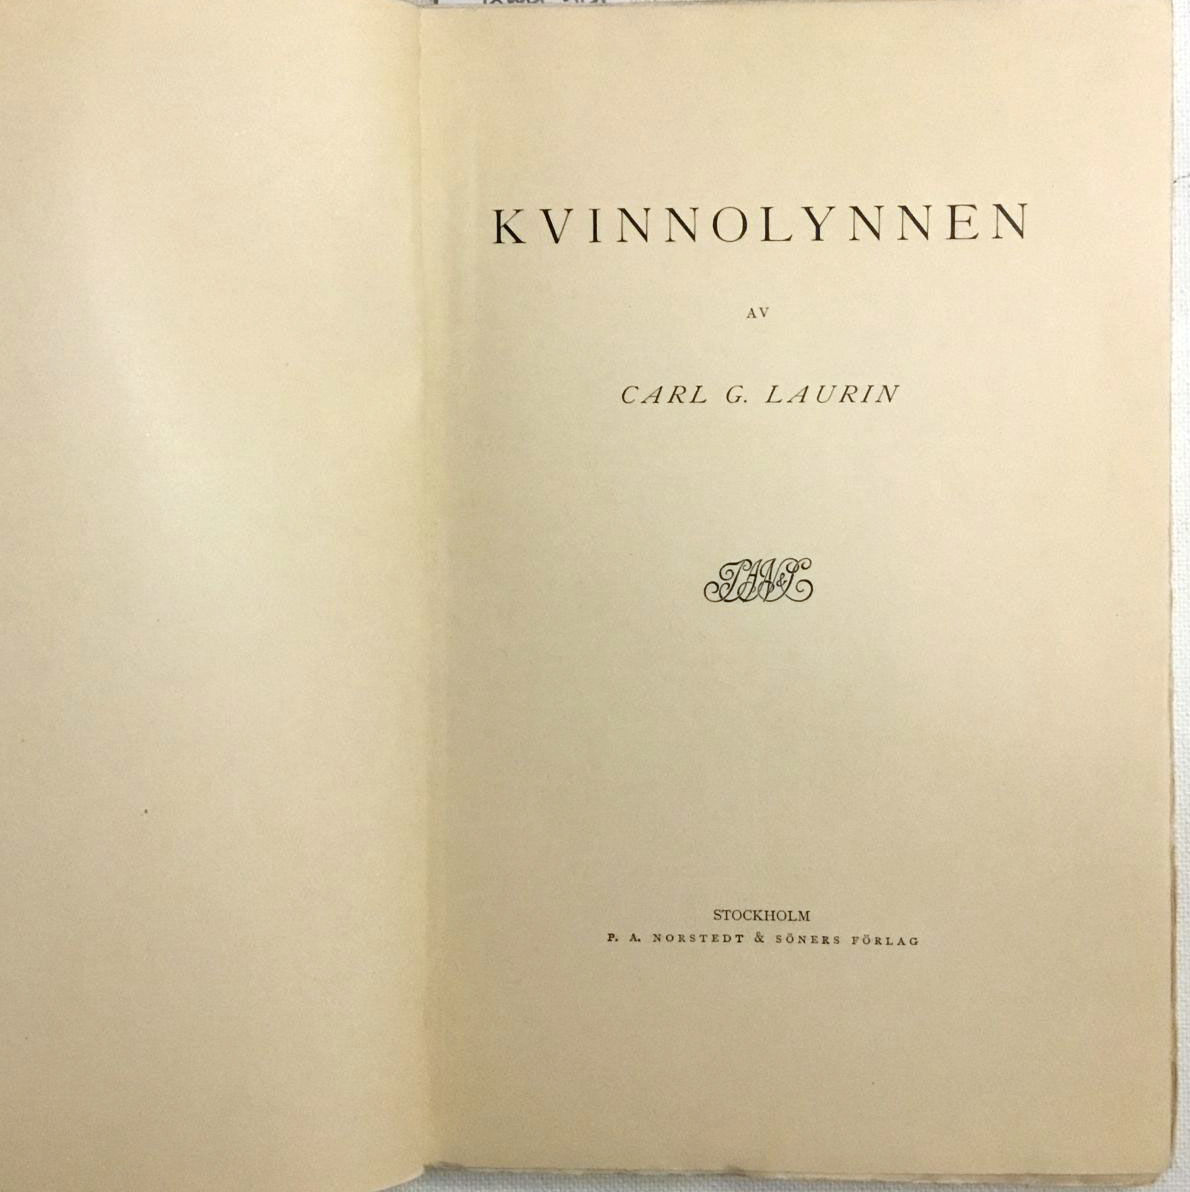 KVINNOLYNNEN
AV
CARL G. LAURIN
P.A.N.&S.
STOCKHOLM
P. A. NORSTEDT & SÖNERS FÖRLAG